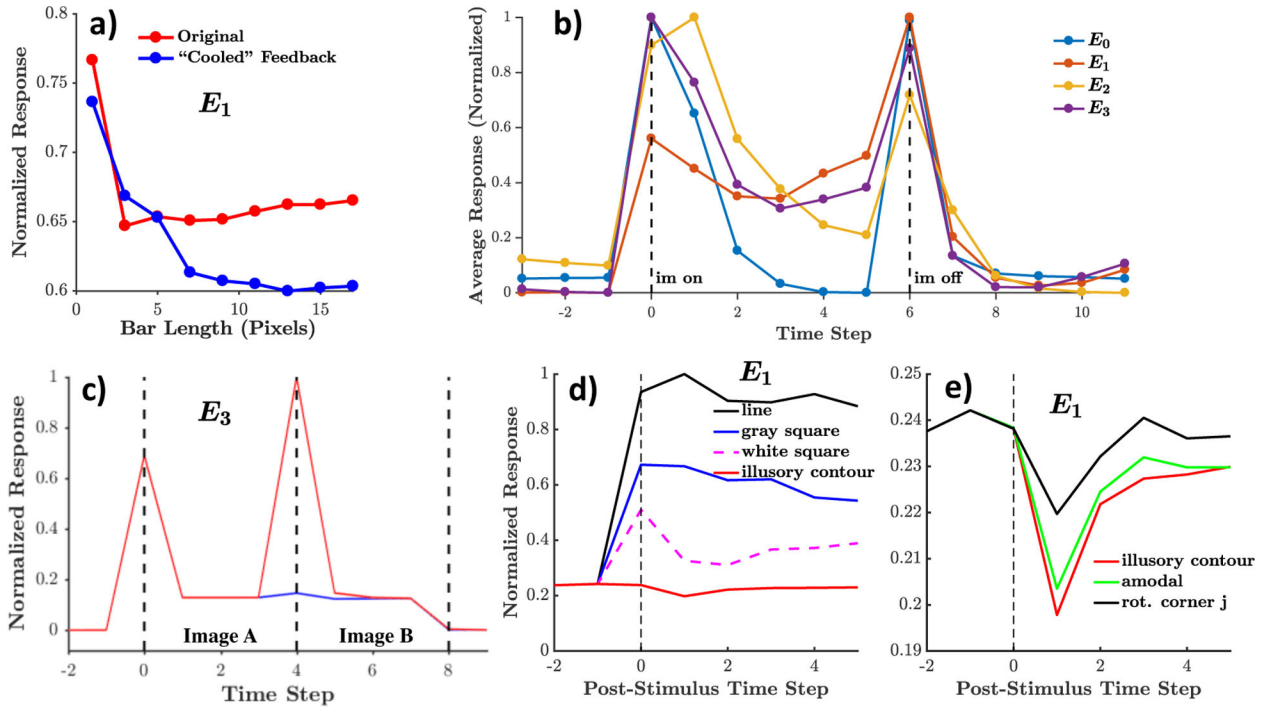 a)
Normalized Response
0.8
0.75
0.7
0.65
0.6
Original
“Cooled” Feedback
E1
0 5 10 15
Bar Length (Pixels)
b)
Average Response (Normalized)
1
0.8
0.6
0.4
0.2
0
im on
im off
E0
E1
E2
E3
-2 0 2 4 6 8 10
Time Step
c)
Normalized Response
1
0.8
0.6
0.4
0.2
0
E3
Image A
Image B
-2 0 2 4 6 8
Time Step
d)
E1
Normalized Response
1
0.8
0.6
0.4
0.2
0
line
gray square
white square
illusory contour
-2 0 2 4
Post-Stimulus Time Step
e)
E1
0.25
0.24
0.23
0.22
0.21
0.2
0.19
illusory contour
amodal
rot. corner j
-2 0 2 4
Post-Stimulus Time Step